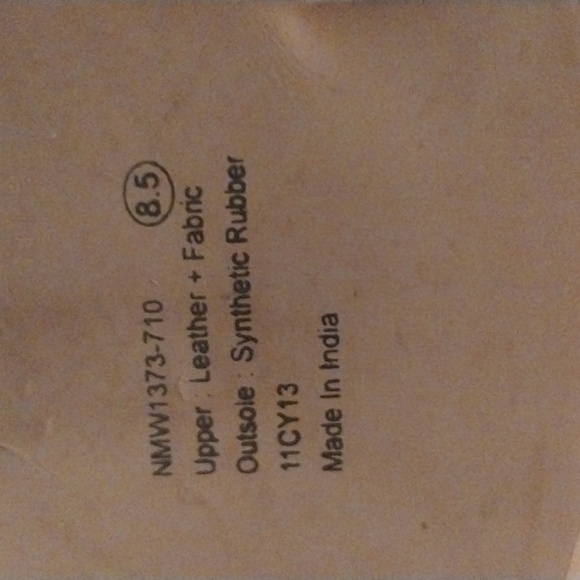 NMW1373-710 8.5
Upper : Leather + Fabric
Outsole : Synthetic Rubber
11CY13
Made In India